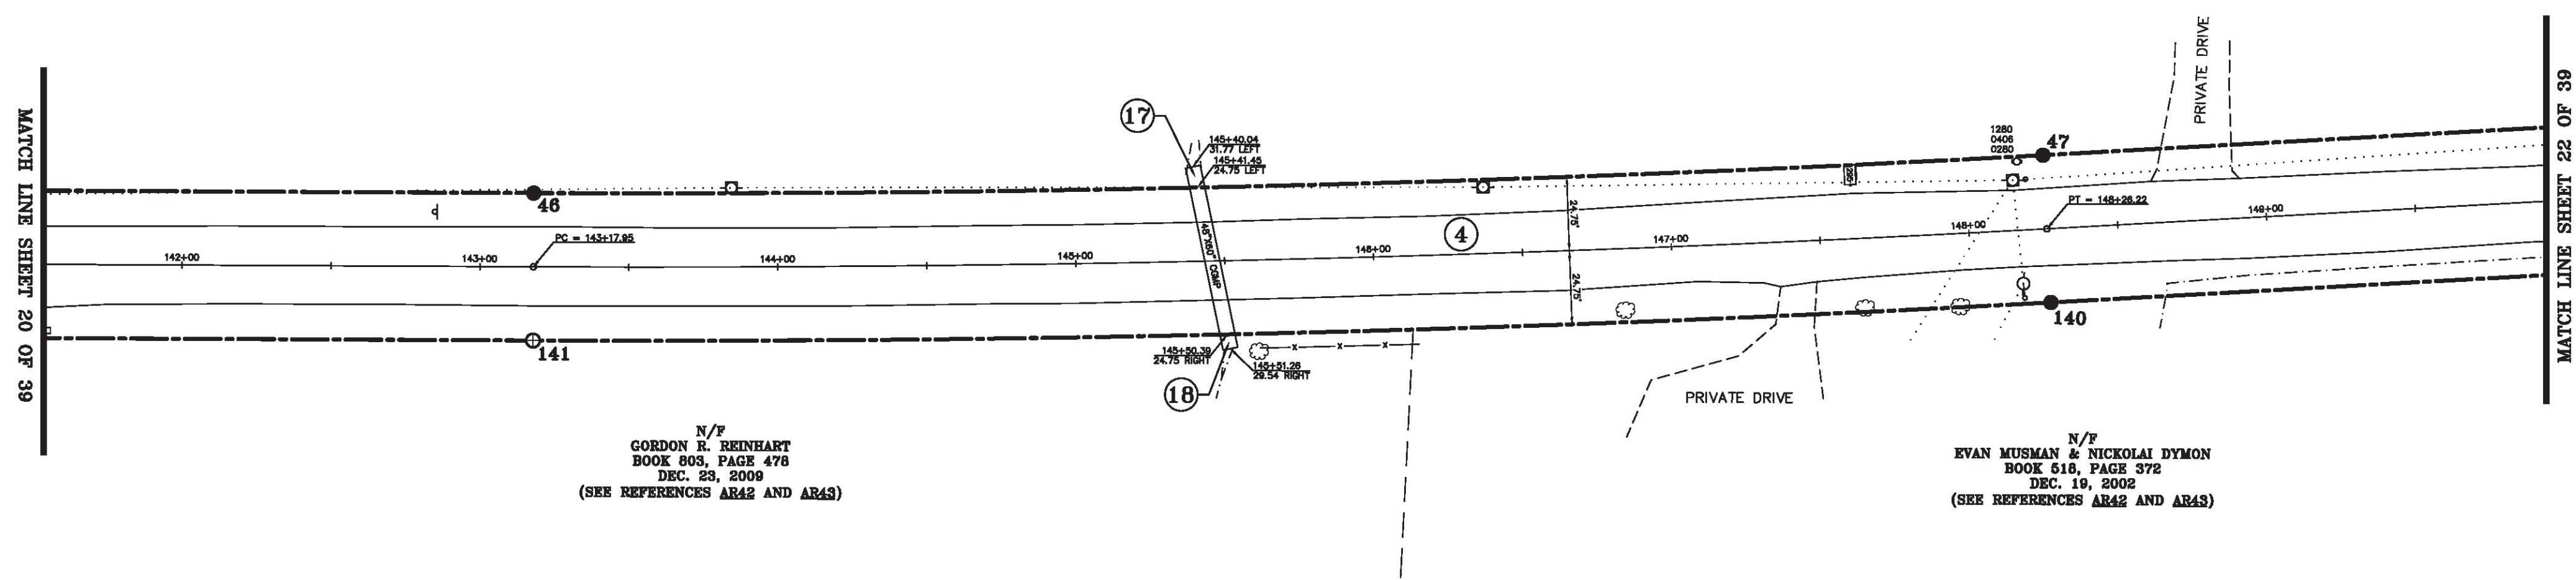 MATCH LINE SHEET 20 OF 39
142+00
143+00
46
PC = 143+17.95
141
144+00
145+00
17
145+40.04
31.77 LEFT
145+41.45
24.75 LEFT
48"X60' CGMP
145+50.39
24.75 RIGHT
145+51.26
29.54 RIGHT
18
146+00
4
24.75'
24.75'
147+00
PRIVATE DRIVE
148+00
1280
0406
0280
47
PT = 148+26.22
140
149+00
PRIVATE DRIVE
MATCH LINE SHEET 22 OF 39
N/F
GORDON R. REINHART
BOOK 803, PAGE 478
DEC. 23, 2009
(SEE REFERENCES AR42 AND AR43)
N/F
EVAN MUSMAN & NICKOLAI DYMON
BOOK 518, PAGE 372
DEC. 19, 2002
(SEE REFERENCES AR42 AND AR43)